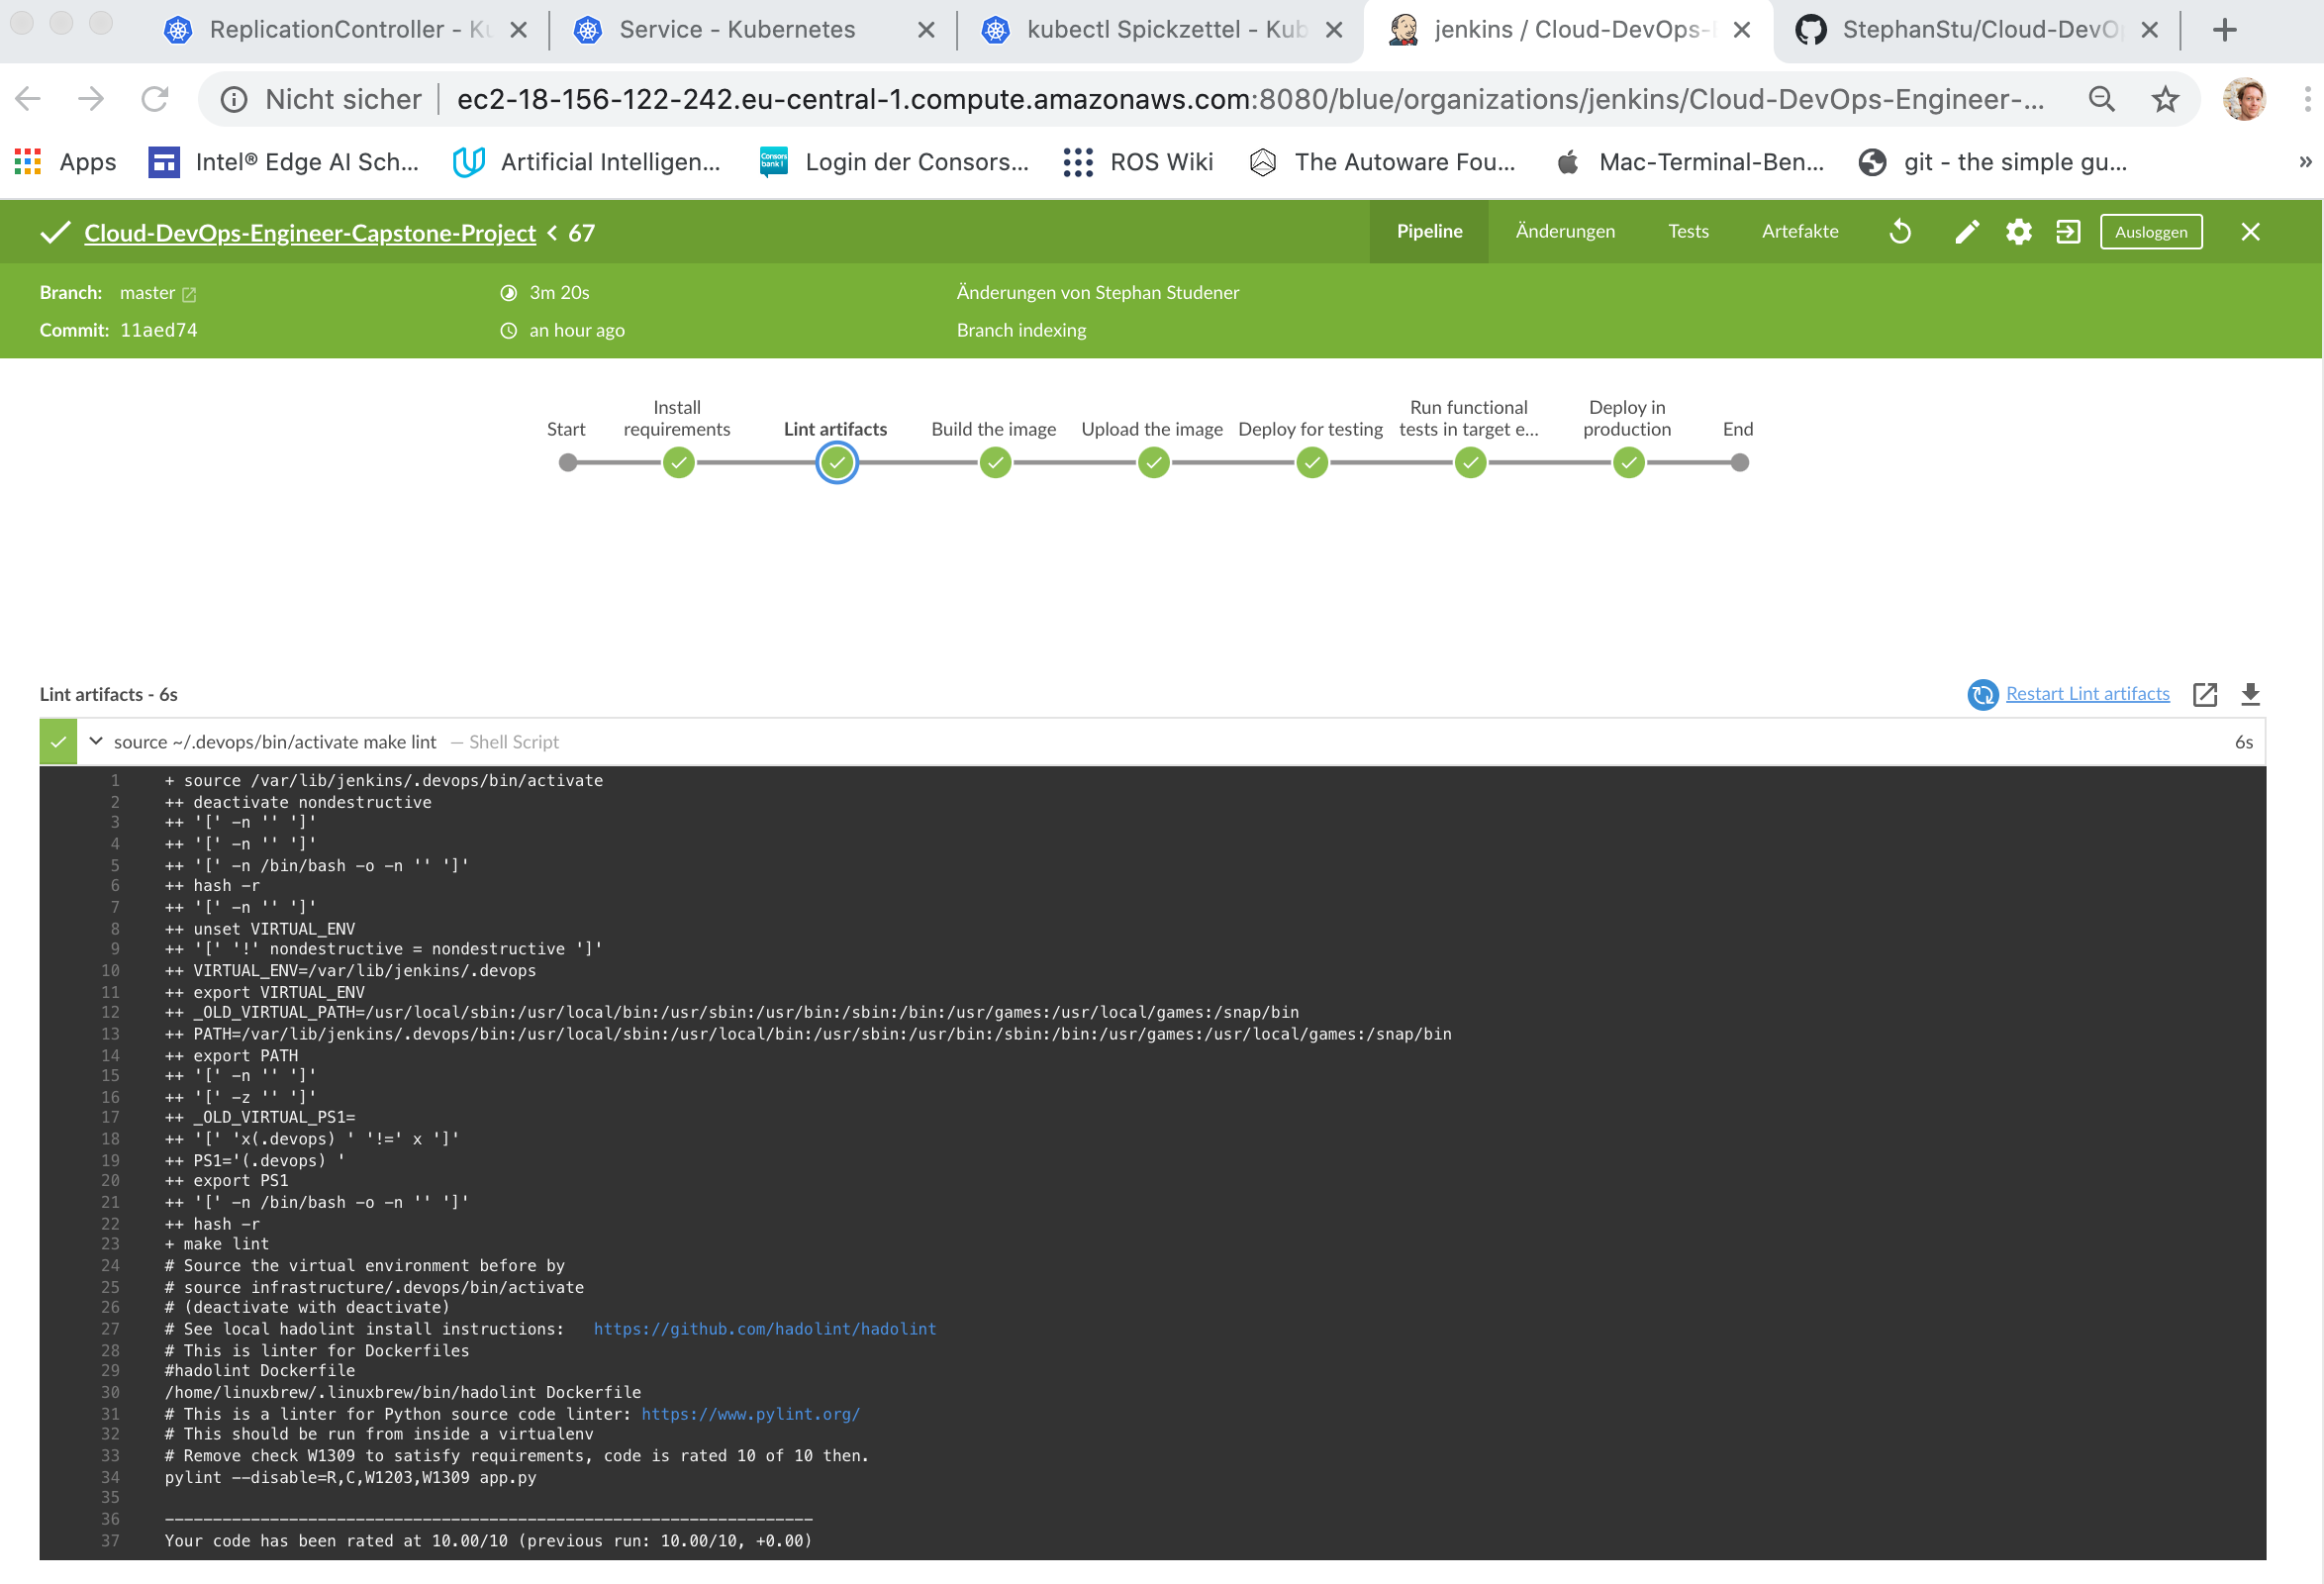 ReplicationController - Ku
Service - Kubernetes
kubectl Spickzettel - Kub
jenkins / Cloud-DevOps-
StephanStu/Cloud-DevO
Nicht sicher
ec2-18-156-122-242.eu-central-1.compute.amazonaws.com:8080/blue/organizations/jenkins/Cloud-DevOps-Engineer-...
Apps
Intel® Edge AI Sch...
Artificial Intelligen...
Consors bank!
Login der Consors...
ROS Wiki
The Autoware Fou...
Mac-Terminal-Ben...
git - the simple gu...
»
Cloud-DevOps-Engineer-Capstone-Project < 67
Pipeline
Änderungen
Tests
Artefakte
Ausloggen
Branch: master
3m 20s
Änderungen von Stephan Studener
Commit: 11aed74
an hour ago
Branch indexing
Start
Install requirements
Lint artifacts
Build the image
Upload the image
Deploy for testing
Run functional tests in target e...
Deploy in production
End
Lint artifacts - 6s
Restart Lint artifacts
source ~/.devops/bin/activate make lint — Shell Script
6s
1 + source /var/lib/jenkins/.devops/bin/activate
2 ++ deactivate nondestructive
3 ++ '[' -n '' ']'
4 ++ '[' -n '' ']'
5 ++ '[' -n /bin/bash -o -n '' ']'
6 ++ hash -r
7 ++ '[' -n '' ']'
8 ++ unset VIRTUAL_ENV
9 ++ '[' '!' nondestructive = nondestructive ']'
10 ++ VIRTUAL_ENV=/var/lib/jenkins/.devops
11 ++ export VIRTUAL_ENV
12 ++ _OLD_VIRTUAL_PATH=/usr/local/sbin:/usr/local/bin:/usr/sbin:/usr/bin:/sbin:/bin:/usr/games:/usr/local/games:/snap/bin
13 ++ PATH=/var/lib/jenkins/.devops/bin:/usr/local/sbin:/usr/local/bin:/usr/sbin:/usr/bin:/sbin:/bin:/usr/games:/usr/local/games:/snap/bin
14 ++ export PATH
15 ++ '[' -n '' ']'
16 ++ '[' -z '' ']'
17 ++ _OLD_VIRTUAL_PS1=
18 ++ '[' 'x(.devops) ' '!=' x ']'
19 ++ PS1='(.devops) '
20 ++ export PS1
21 ++ '[' -n /bin/bash -o -n '' ']'
22 ++ hash -r
23 + make lint
24 # Source the virtual environment before by
25 # source infrastructure/.devops/bin/activate
26 # (deactivate with deactivate)
27 # See local hadolint install instructions:   https://github.com/hadolint/hadolint
28 # This is linter for Dockerfiles
29 #hadolint Dockerfile
30 /home/linuxbrew/.linuxbrew/bin/hadolint Dockerfile
31 # This is a linter for Python source code linter: https://www.pylint.org/
32 # This should be run from inside a virtualenv
33 # Remove check W1309 to satisfy requirements, code is rated 10 of 10 then.
34 pylint --disable=R,C,W1203,W1309 app.py
35
36 --------------------------------------------------------------------
37 Your code has been rated at 10.00/10 (previous run: 10.00/10, +0.00)